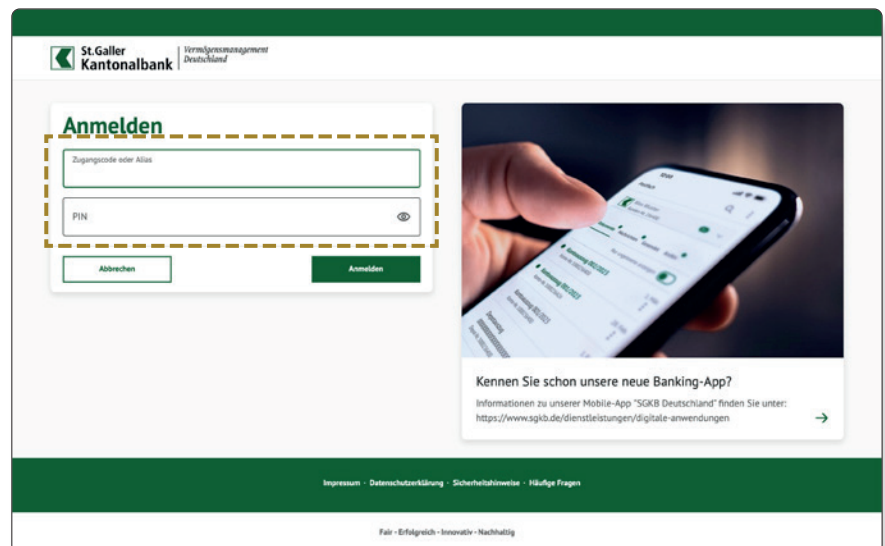 St.Galler
Kantonalbank
Vermögensmanagement
Deutschland
Anmelden
Zugangscode oder Alias
PIN
Abbrechen
Anmelden
Kennen Sie schon unsere neue Banking-App?
Informationen zu unserer Mobile-App "SGKB Deutschland" finden Sie unter:
https://www.sgkb.de/dienstleistungen/digitale-anwendungen
Impressum · Datenschutzerklärung · Sicherheitshinweise · Häufige Fragen
Fair · Erfolgreich · Innovativ · Nachhaltig